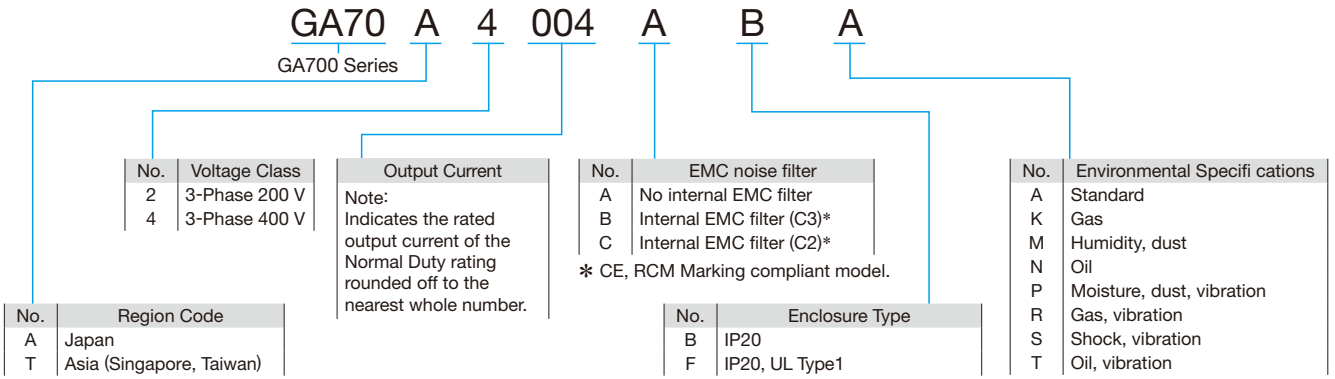 GA70 A 4 004 A B A
GA700 Series
No. Voltage Class
2 3-Phase 200 V
4 3-Phase 400 V
Output Current
Note:
Indicates the rated
output current of the
Normal Duty rating
rounded off to the
nearest whole number.
No. EMC noise filter
A No internal EMC filter
B Internal EMC filter (C3)*
C Internal EMC filter (C2)*
* CE, RCM Marking compliant model.
No. Environmental Specifi cations
A Standard
K Gas
M Humidity, dust
N Oil
P Moisture, dust, vibration
R Gas, vibration
S Shock, vibration
T Oil, vibration
No. Region Code
A Japan
T Asia (Singapore, Taiwan)
No. Enclosure Type
B IP20
F IP20, UL Type1